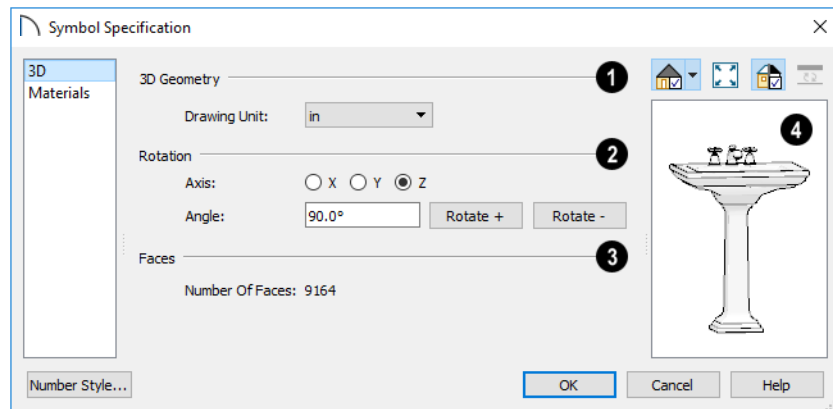 Symbol Specification
3D
Materials
3D Geometry
1
Drawing Unit: in
Rotation
2
Axis: X Y Z
Angle: 90.0° Rotate + Rotate -
Faces
3
Number Of Faces: 9164
4
Number Style... OK Cancel Help